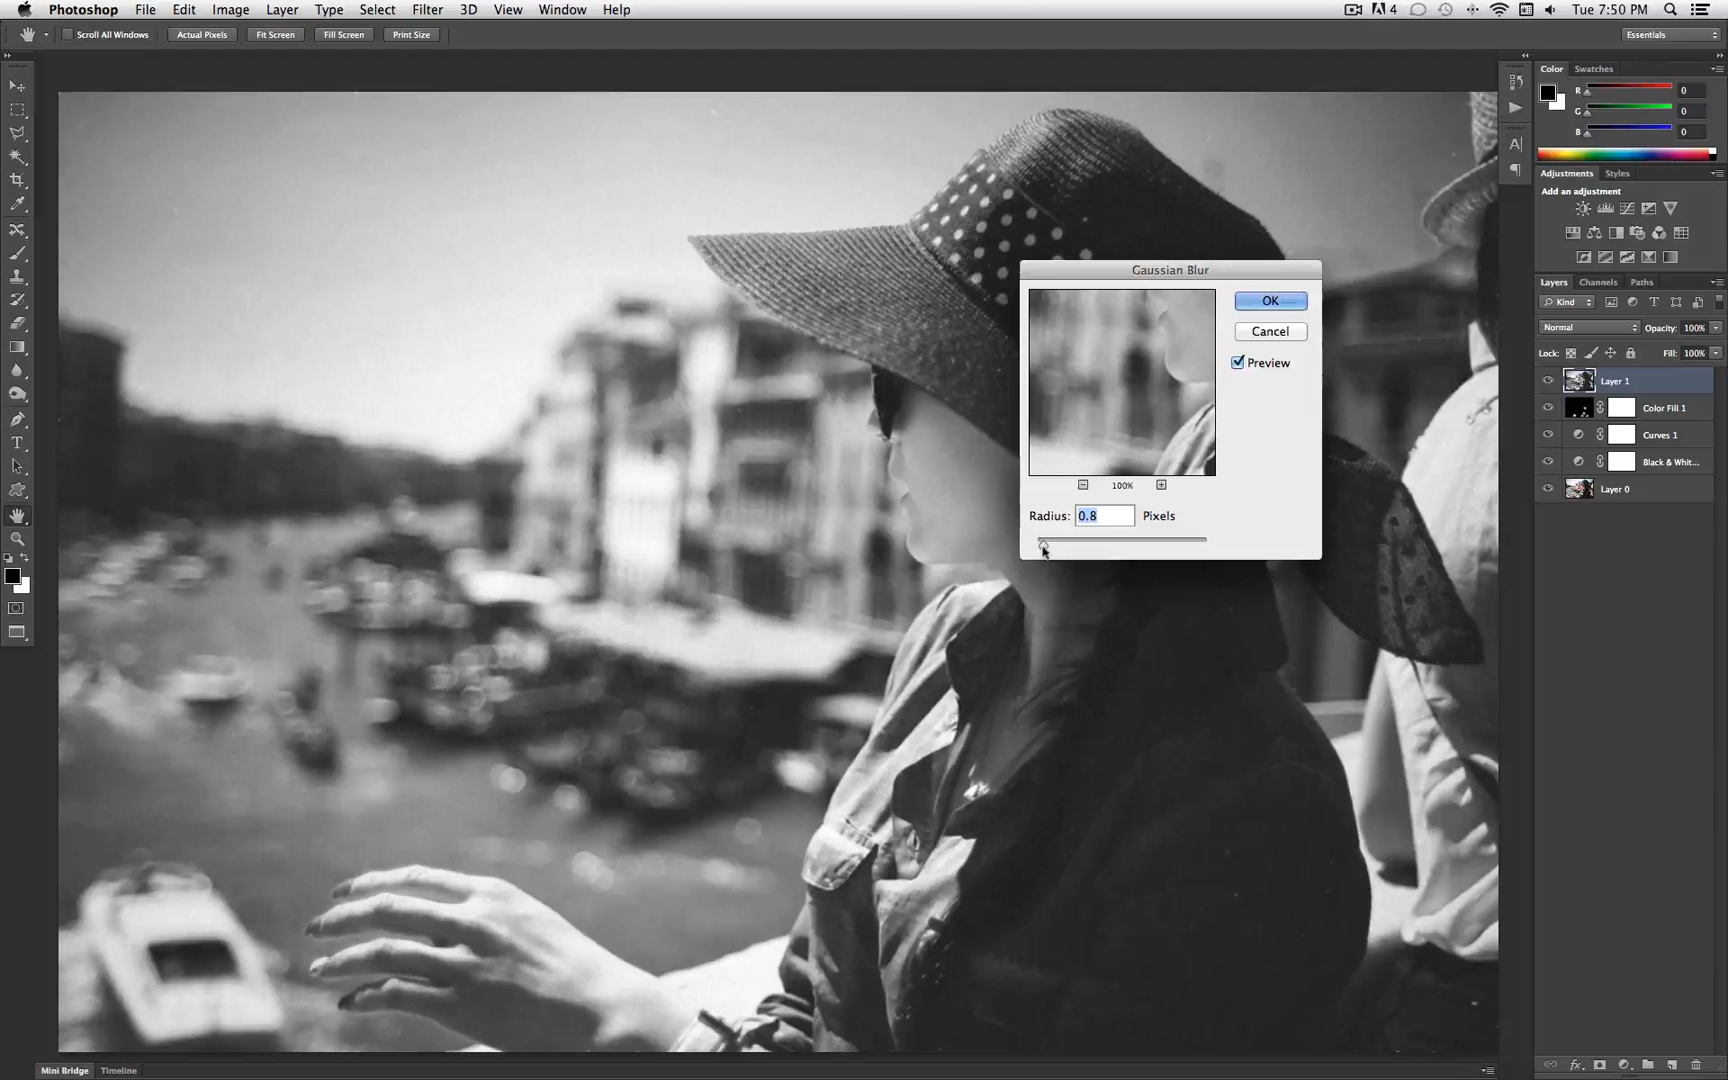 Photoshop File Edit Image Layer Type Select Filter 3D View Window Help 4 Tue 7:50 PM
Scroll All Windows Actual Pixels Fit Screen Fill Screen Print Size Essentials
Color Swatches
R 0
G 0
B 0
Adjustments Styles
Add an adjustment
Layers Channels Paths
Kind
Normal Opacity: 100%
Lock: Fill: 100%
Layer 1
Color Fill 1
Curves 1
Black & Whit...
Layer 0
Gaussian Blur
OK
Cancel
Preview
100%
Radius: 0.8 Pixels
Mini Bridge Timeline